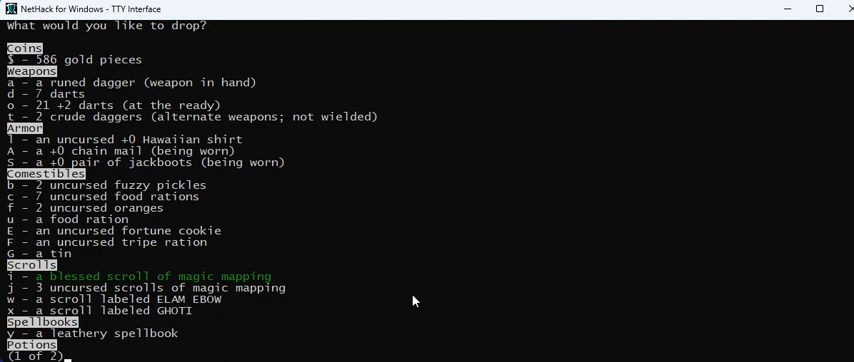 NetHack for Windows - TTY Interface
What would you like to drop?
Coins
$ - 586 gold pieces
Weapons
a - a runed dagger (weapon in hand)
d - 7 darts
o - 21 +2 darts (at the ready)
t - 2 crude daggers (alternate weapons; not wielded)
Armor
l - an uncursed +0 Hawaiian shirt
A - a +0 chain mail (being worn)
S - a +0 pair of jackboots (being worn)
Comestibles
b - 2 uncursed fuzzy pickles
c - 7 uncursed food rations
f - 2 uncursed oranges
u - a food ration
E - an uncursed fortune cookie
F - an uncursed tripe ration
G - a tin
Scrolls
i - a blessed scroll of magic mapping
j - 3 uncursed scrolls of magic mapping
w - a scroll labeled ELAM EBOW
x - a scroll labeled GHOTI
Spellbooks
y - a leathery spellbook
Potions
(1 of 2)